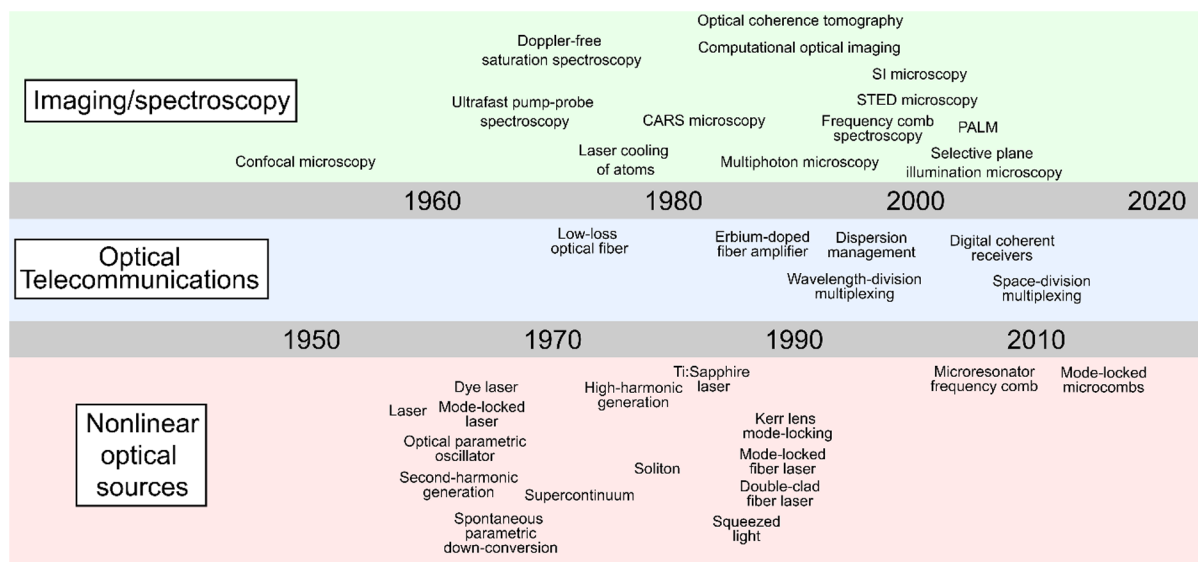 Imaging/spectroscopy
Optical coherence tomography
Doppler-free
saturation spectroscopy
Computational optical imaging
SI microscopy
Ultrafast pump-probe
spectroscopy
STED microscopy
CARS microscopy
Frequency comb
spectroscopy
PALM
Confocal microscopy
Laser cooling
of atoms
Multiphoton microscopy
Selective plane
illumination microscopy
1960
1980
2000
2020
Optical
Telecommunications
Low-loss
optical fiber
Erbium-doped
fiber amplifier
Dispersion
management
Digital coherent
receivers
Wavelength-division
multiplexing
Space-division
multiplexing
1950
1970
1990
2010
Nonlinear
optical
sources
Dye laser
High-harmonic
generation
Ti:Sapphire
laser
Microresonator
frequency comb
Mode-locked
microcombs
Laser
Mode-locked
laser
Kerr lens
mode-locking
Optical parametric
oscillator
Soliton
Mode-locked
fiber laser
Second-harmonic
generation
Supercontinuum
Double-clad
fiber laser
Spontaneous
parametric
down-conversion
Squeezed
light